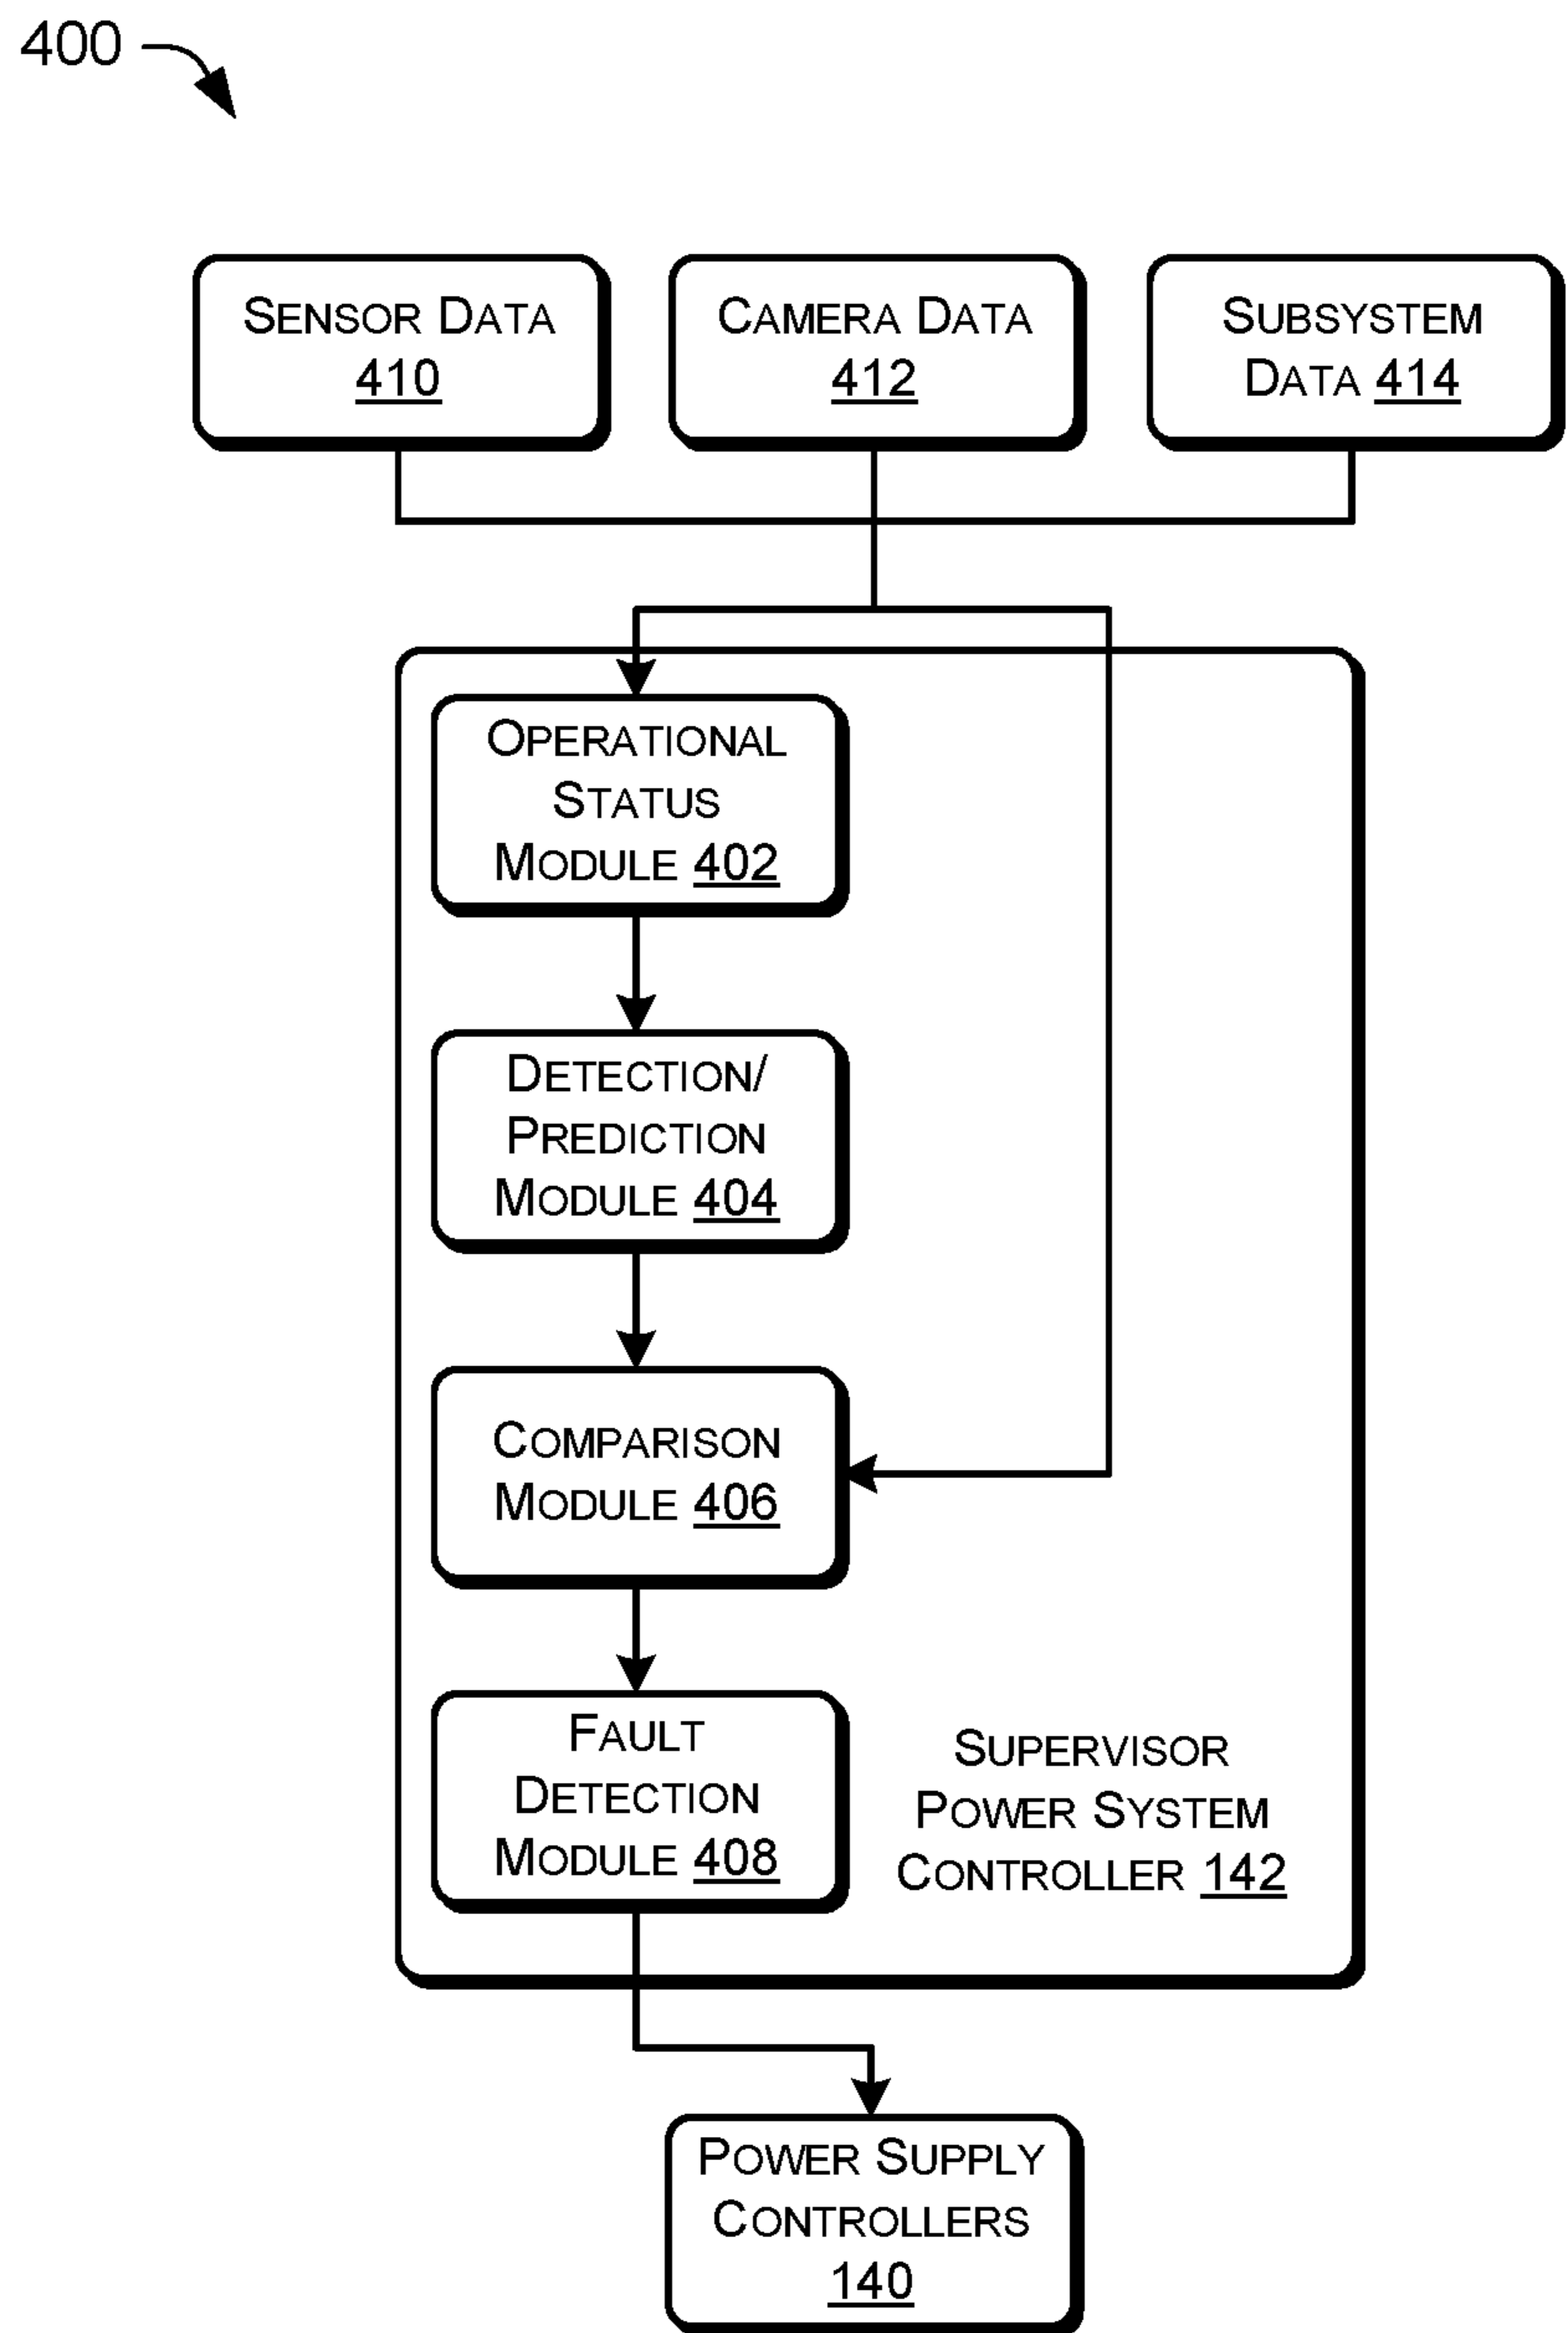 400
SENSOR DATA
410
CAMERA DATA
412
SUBSYSTEM
DATA 414
OPERATIONAL
STATUS
MODULE 402
DETECTION/
PREDICTION
MODULE 404
COMPARISON
MODULE 406
FAULT
DETECTION
MODULE 408
SUPERVISOR
POWER SYSTEM
CONTROLLER 142
POWER SUPPLY
CONTROLLERS
140